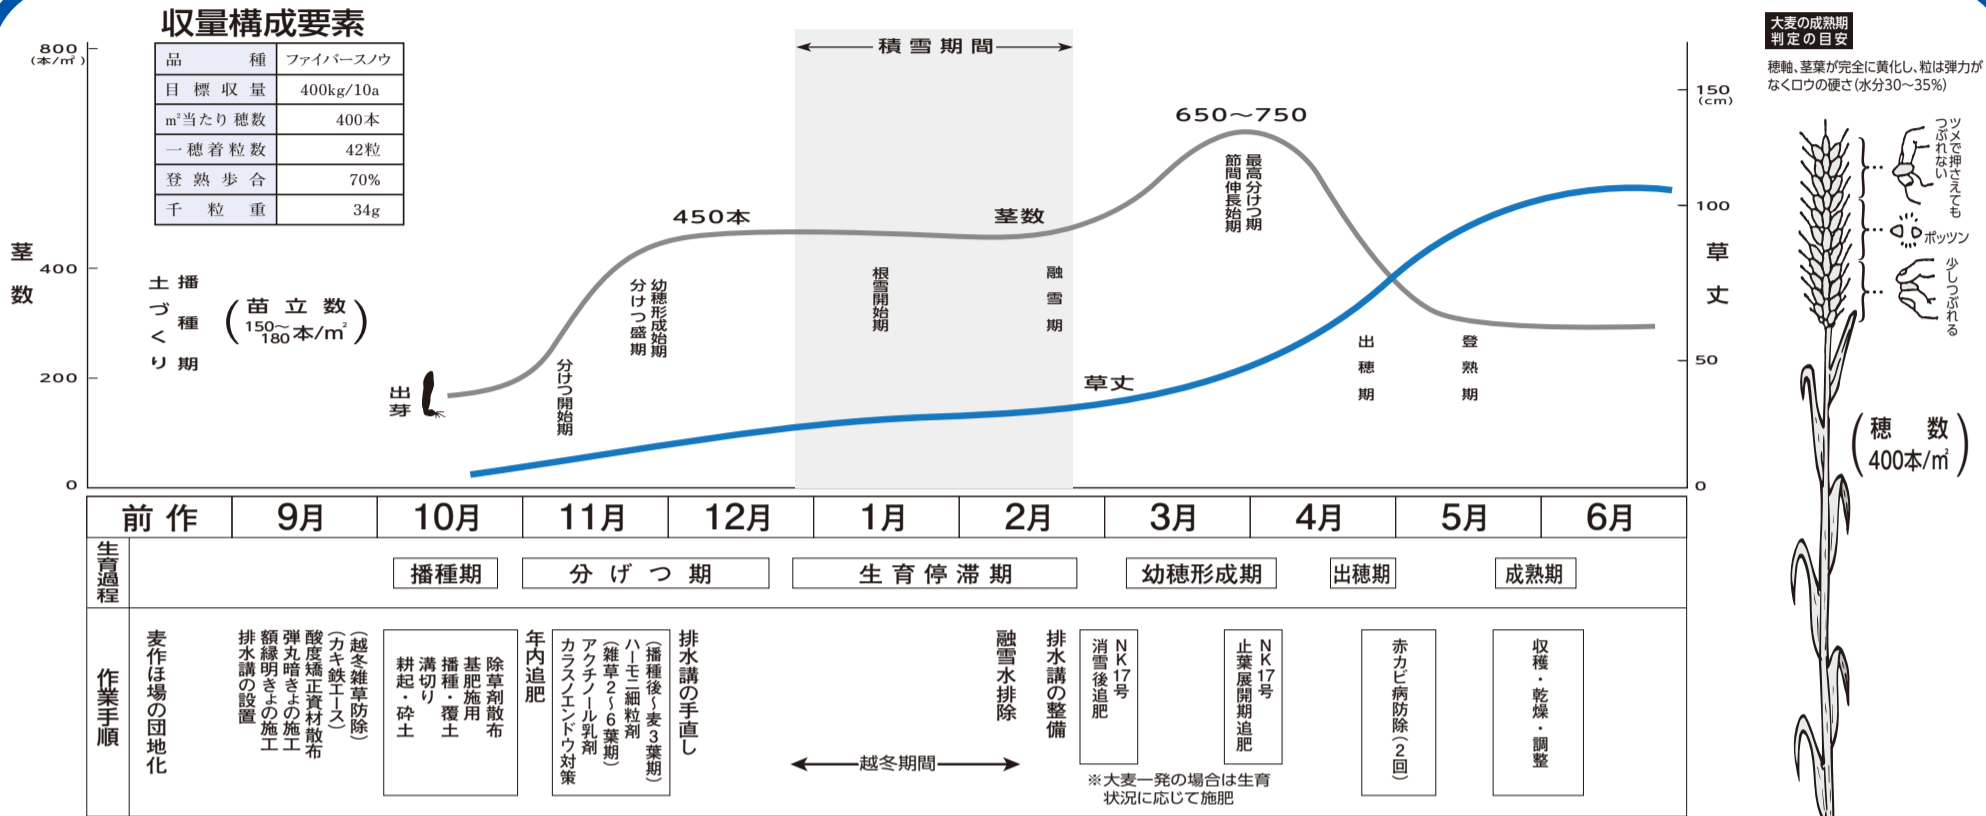 収量構成要素
品種 ファイバースノウ
目標収量 400kg/10a
㎡当たり穂数 400本
一穂着粒数 42粒
登熟歩合 70%
千粒重 34g
800
(本/㎡)
400
200
0
茎数
積雪期間
150
(cm)
100
50
0
草丈
450本
茎数
650〜750
草丈
播種期
土づくり
(苗立数
150〜
180本/㎡)
出芽
分けつ開始期
幼穂形成始期
分けつ盛期
根雪開始期
融雪期
最高分けつ期
節間伸長始期
出穂期
登熟期
前作 9月 10月 11月 12月 1月 2月 3月 4月 5月 6月
生育過程
播種期
分げつ期
生育停滞期
幼穂形成期
出穂期
成熟期
作業手順
麦作ほ場の団地化
(越冬雑草防除)
(カキ鉄エース)
酸度矯正資材散布
弾丸暗きょの施工
額縁明きょの施工
排水講の設置
除草剤散布
基肥施用
播種・覆土
溝切り
耕起・砕土
年内追肥
(播種後〜麦3葉期)
ハーモニ細粒剤
(雑草2〜6葉期)
アクチノール乳剤
カラスノエンドウ対策
排水講の手直し
越冬期間
融雪水排除
排水講の整備
NK17号
消雪後追肥
NK17号
止葉展開期追肥
※大麦一発の場合は生育
状況に応じて施肥
赤カビ病防除(2回)
収穫・乾燥・調整
大麦の成熟期
判定の目安
穂軸、茎葉が完全に黄化し、粒は弾力が
なくロウの硬さ(水分30〜35%)
ツメで押さえても
つぶれない
ポッツン
少しつぶれる
(穂数
400本/㎡)